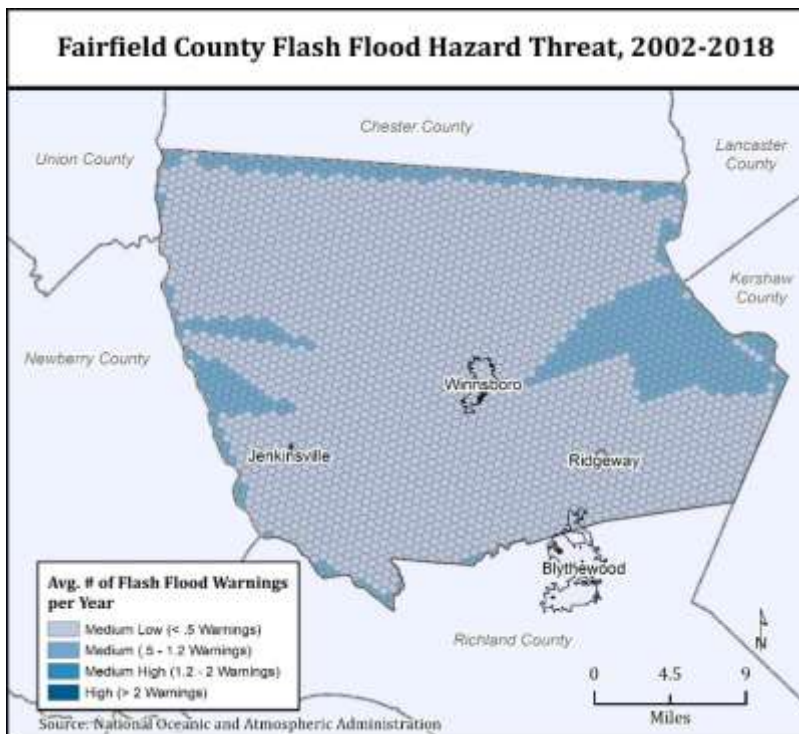 Fairfield County Flash Flood Hazard Threat, 2002-2018
Chester County
Union County
Lancaster
County
Kershaw
County
Newberry County
Winnsboro
Jenkinsville
Ridgeway
Blythewood
Richland County
Avg. # of Flash Flood Warnings
per Year
Medium Low (< .5 Warnings)
Medium (.5 - 1.2 Warnings)
Medium High (1.2 - 2 Warnings)
High (> 2 Warnings)
N
0 4.5 9
Miles
Source: National Oceanic and Atmospheric Administration